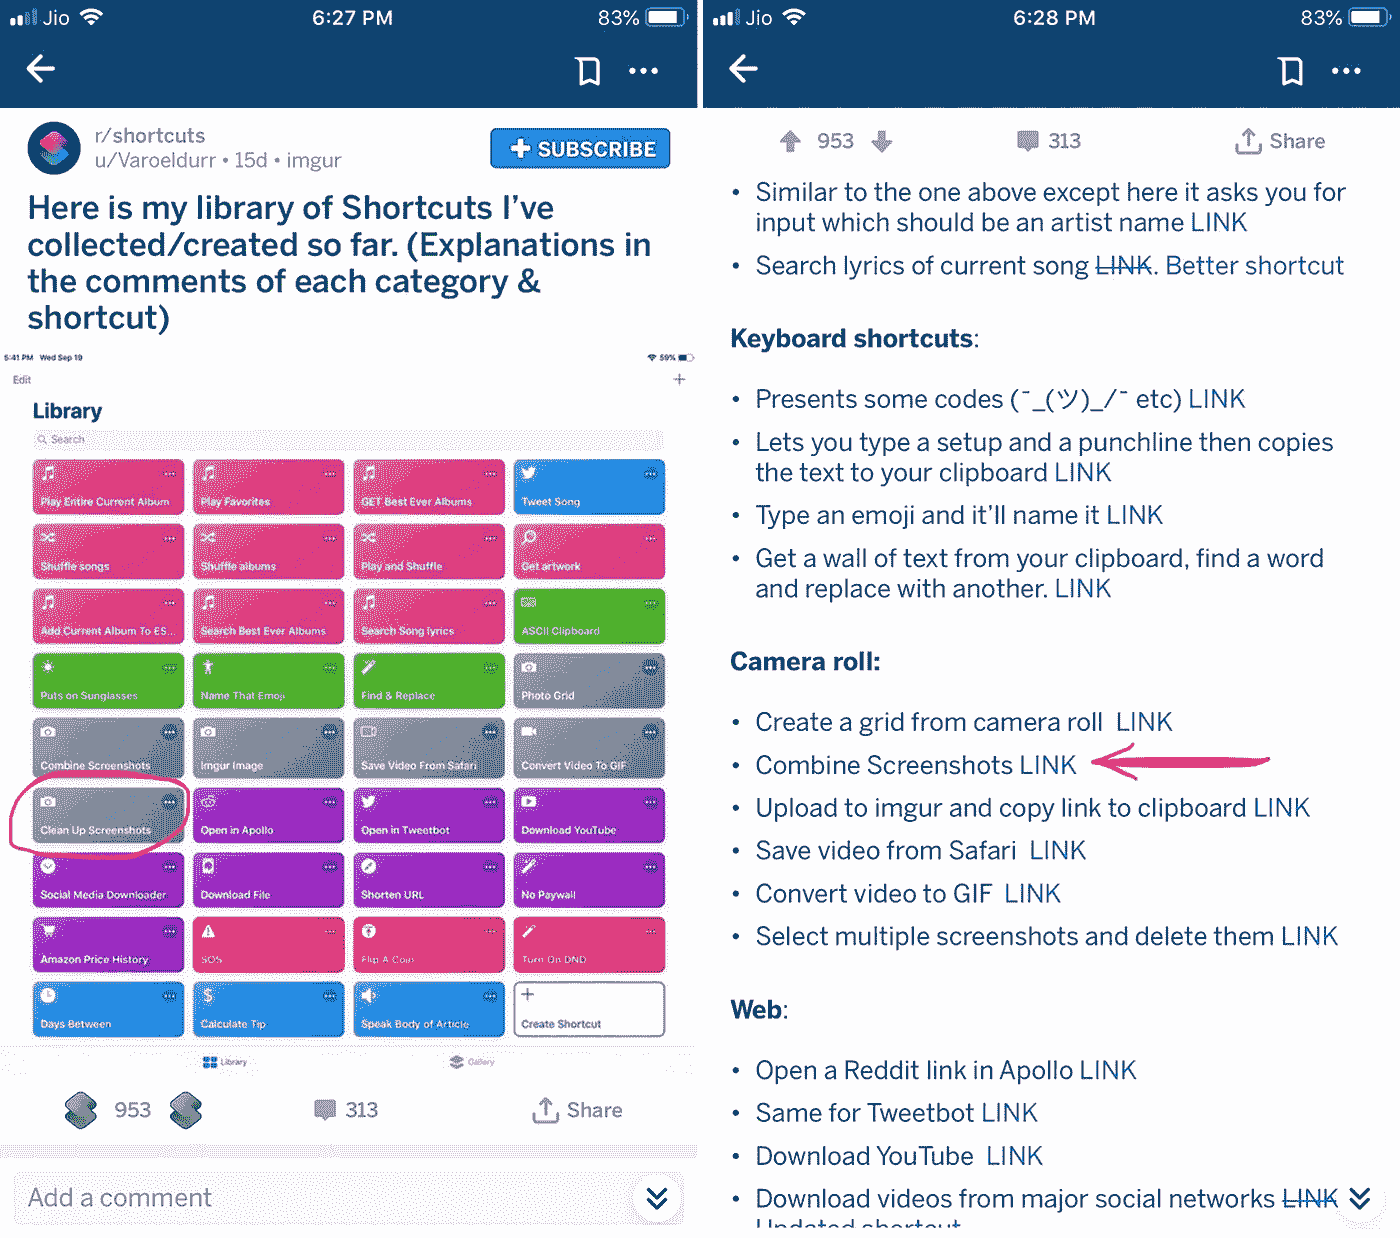 Jio 6:27 PM 83%
r/shortcuts
u/Varoeldurr • 15d • imgur
SUBSCRIBE
Here is my library of Shortcuts I've
collected/created so far. (Explanations in
the comments of each category &
shortcut)
5:41 PM Wed Sep 19 59%
Edit
Library
Search
Play Entire Current Album
Play Favorites
GET Best Ever Albums
Tweet Song
Shuffle songs
Shuffle albums
Play and Shuffle
Get artwork
Add Current Album To ES...
Search Best Ever Albums
Search Song lyrics
ASCII Clipboard
Puts on Sunglasses
Name That Emoji
Find & Replace
Photo Grid
Combine Screenshots
Imgur Image
Save Video From Safari
Convert Video To GIF
Clean Up Screenshots
Open in Apollo
Open in Tweetbot
Download YouTube
Social Media Downloader
Download File
Shorten URL
No Paywall
Amazon Price History
SOS
Flip A Coin
Turn On DND
Days Between
Calculate Tip
Speak Body of Article
Create Shortcut
Library
Gallery
953 313 Share
Add a comment
Jio 6:28 PM 83%
953 313 Share
• Similar to the one above except here it asks you for
input which should be an artist name LINK
• Search lyrics of current song LINK. Better shortcut
Keyboard shortcuts:
• Presents some codes (¯_(ツ)_/¯ etc) LINK
• Lets you type a setup and a punchline then copies
the text to your clipboard LINK
• Type an emoji and it'll name it LINK
• Get a wall of text from your clipboard, find a word
and replace with another. LINK
Camera roll:
• Create a grid from camera roll LINK
• Combine Screenshots LINK
• Upload to imgur and copy link to clipboard LINK
• Save video from Safari LINK
• Convert video to GIF LINK
• Select multiple screenshots and delete them LINK
Web:
• Open a Reddit link in Apollo LINK
• Same for Tweetbot LINK
• Download YouTube LINK
• Download videos from major social networks LINK
Updated shortcut